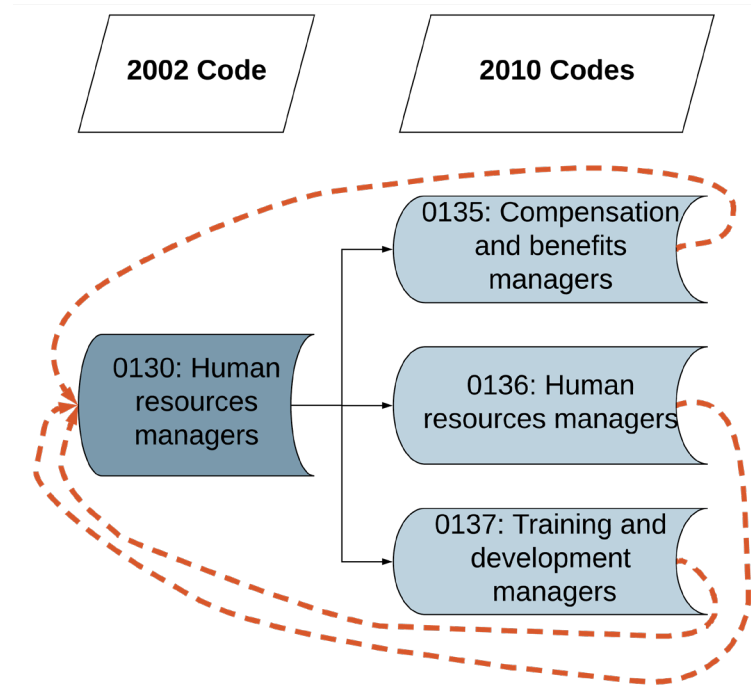 2002 Code
2010 Codes
0135: Compensation
and benefits
managers
0130: Human
resources
managers
0136: Human
resources managers
0137: Training and
development
managers